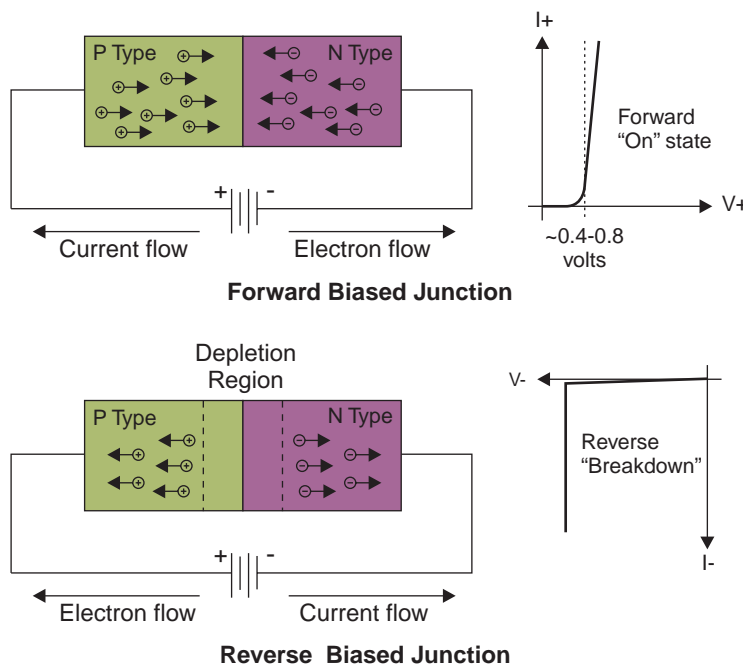 P Type
N Type
+
-
Current flow
Electron flow
Forward Biased Junction
I+
V+
Forward
“On” state
~0.4-0.8
volts
Depletion
Region
P Type
N Type
+
-
Electron flow
Current flow
Reverse Biased Junction
V-
I-
Reverse
“Breakdown”